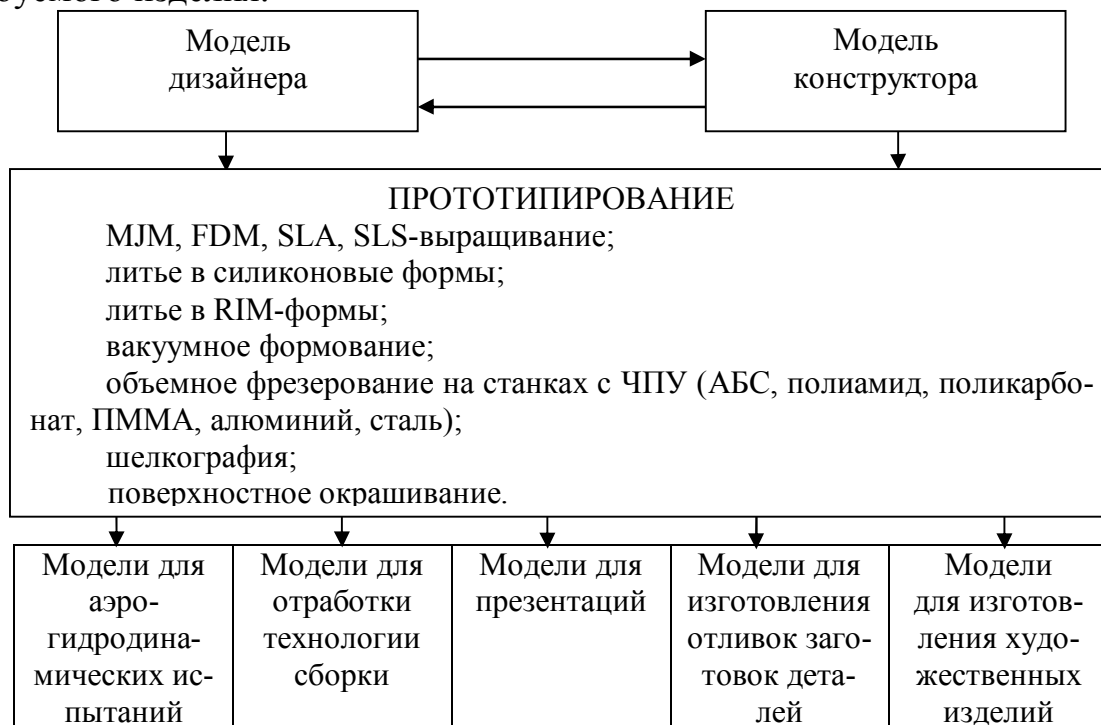 руемого изделия.
Модель
дизайнера
Модель
конструктора
ПРОТОТИПИРОВАНИЕ
MJM, FDM, SLA, SLS-выращивание;
литье в силиконовые формы;
литье в RIM-формы;
вакуумное формование;
объемное фрезерование на станках с ЧПУ (АБС, полиамид, поликарбо-
нат, ПММА, алюминий, сталь);
шелкография;
поверхностное окрашивание.
Модели для
аэро-
гидродина-
мических ис-
пытаний
Модели для
отработки
технологии
сборки
Модели для
презентаций
Модели для
изготовления
отливок заго-
товок дета-
лей
Модели
для изготов-
ления худо-
жественных
изделий